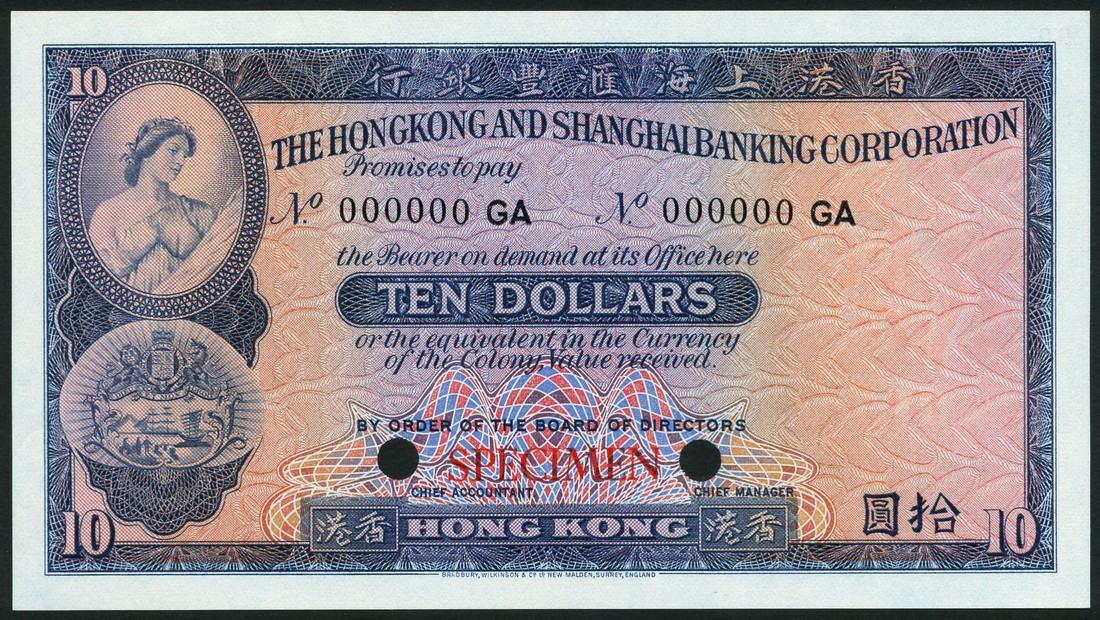 10
香港上海滙豐銀行
THE HONGKONG AND SHANGHAI BANKING CORPORATION
Promises to pay
No. 000000 GA No. 000000 GA
the Bearer on demand at its Office here
TEN DOLLARS
or the equivalent in the Currency
of the Colony, Value received.
BY ORDER OF THE BOARD OF DIRECTORS
SPECIMEN
CHIEF ACCOUNTANT CHIEF MANAGER
10 香港 HONG KONG 香港 拾圓 10
BRADBURY, WILKINSON & Co Ld NEW MALDEN, SURREY, ENGLAND